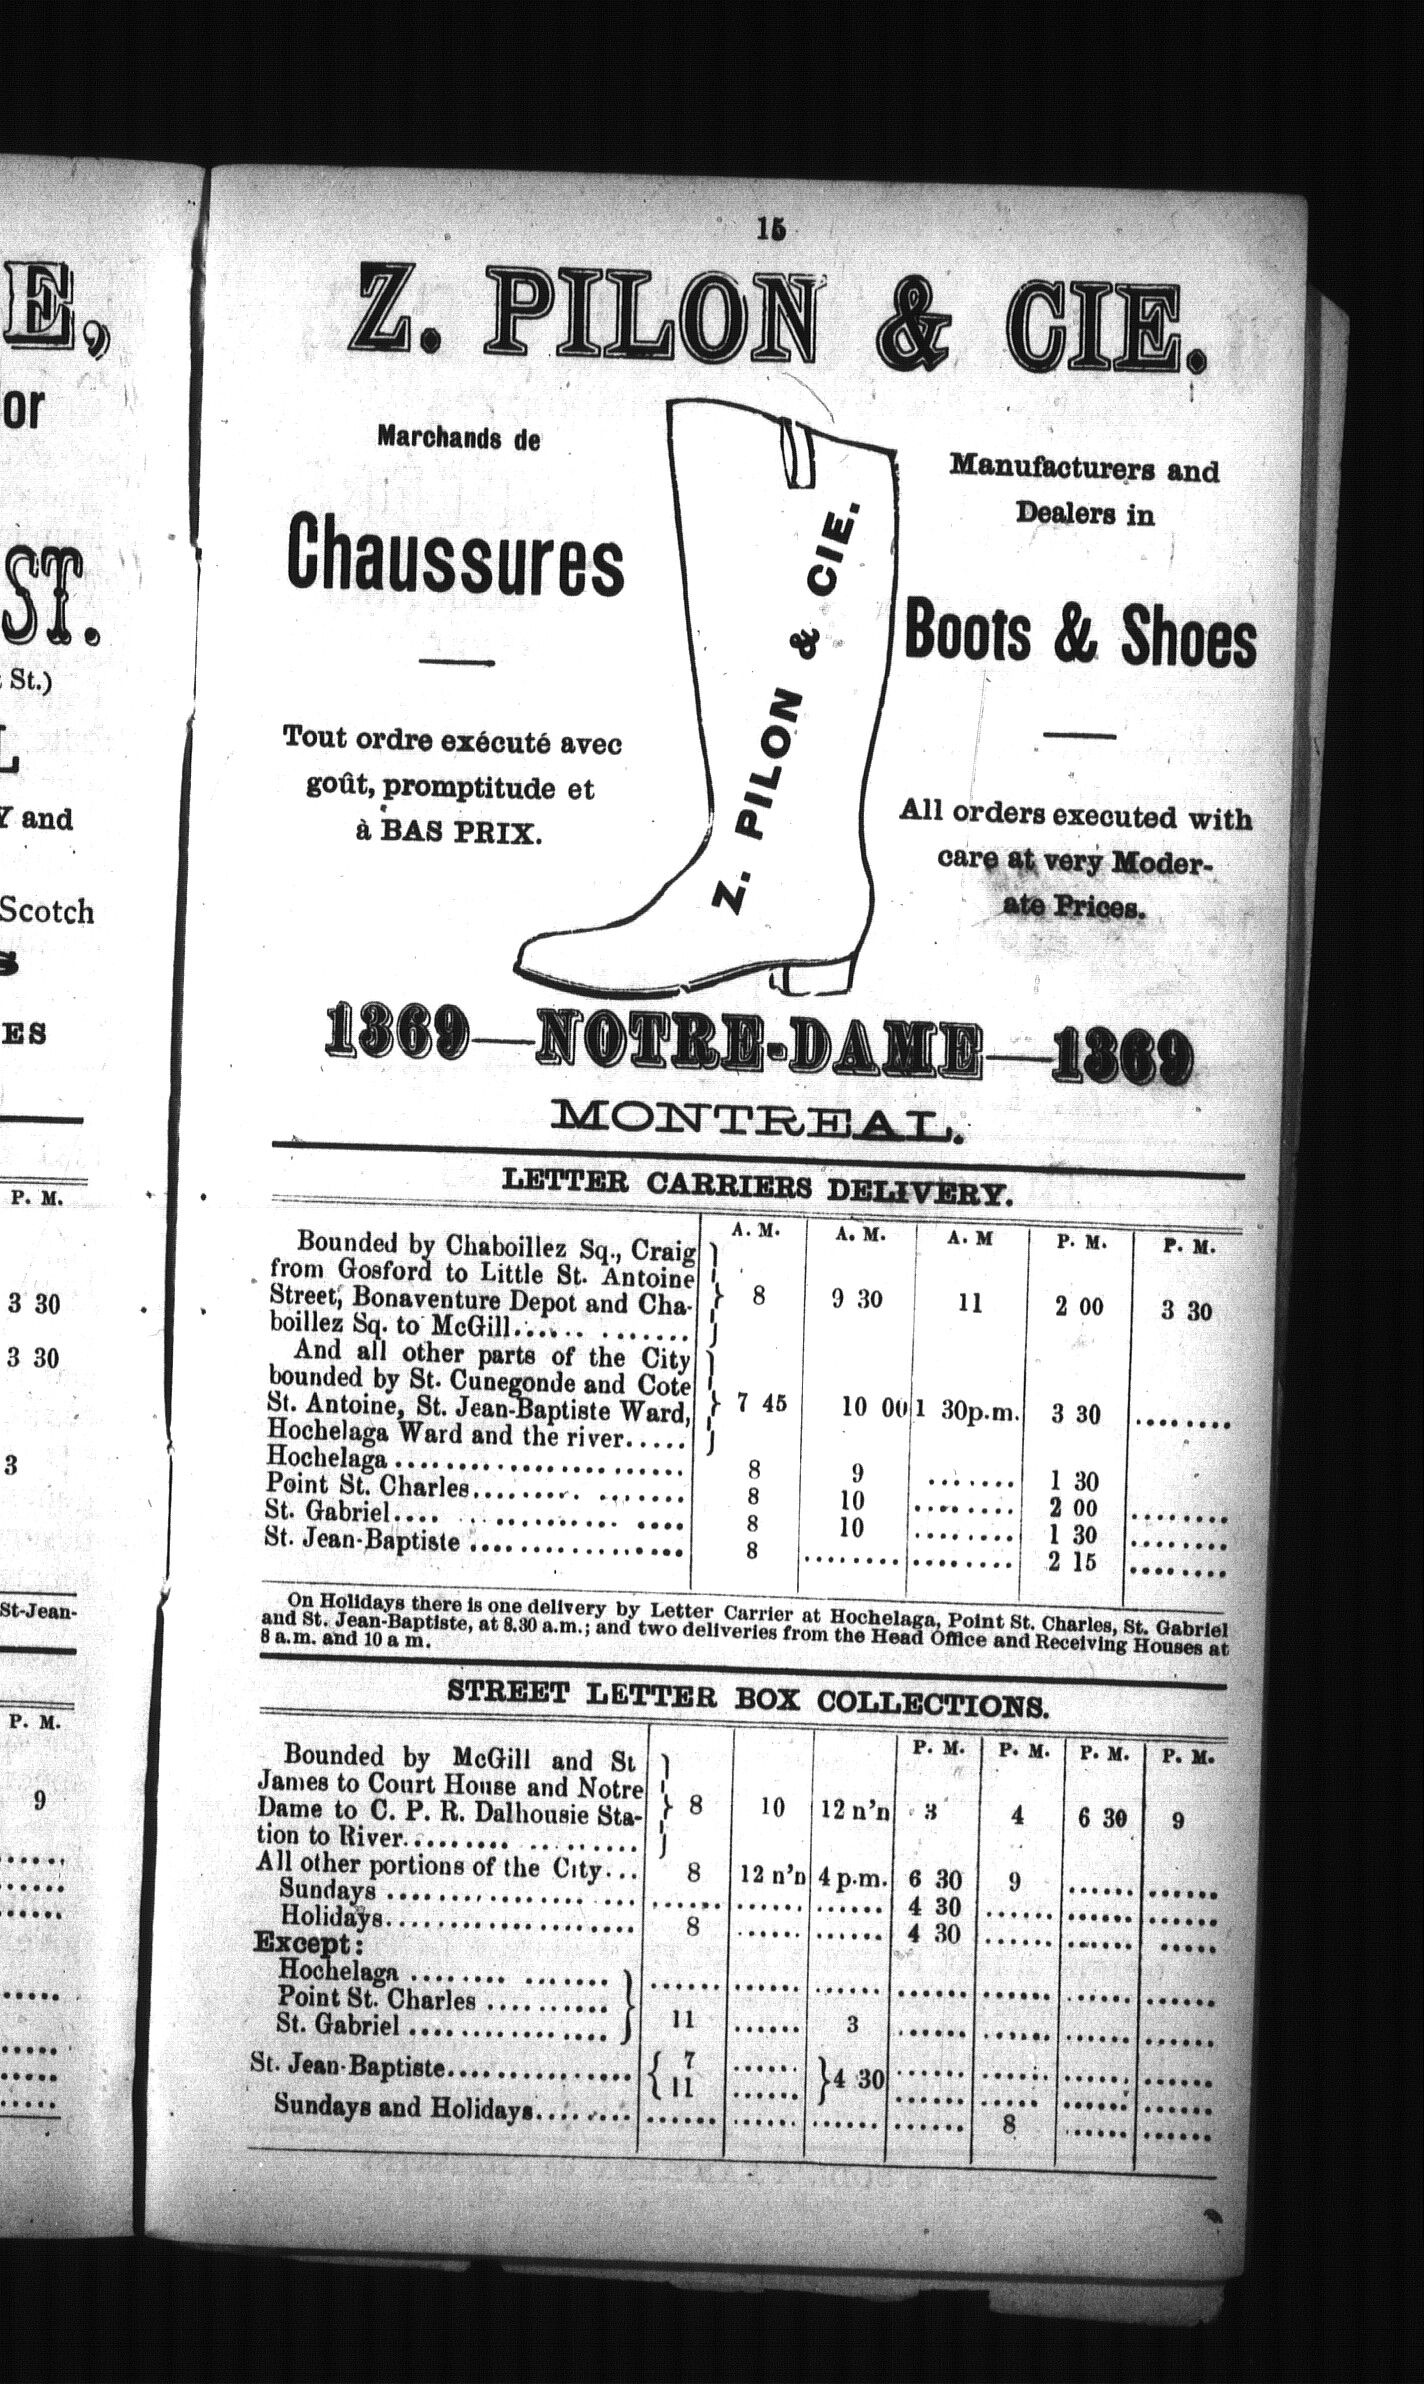 E,
or
ST.
St.)
Y and
Scotch
ES
P. M.
3 30
3 30
3
St-Jean-
P. M.
9
15
Z. PILON & CIE.
Marchands de
Chaussures
Tout ordre exécuté avec
goût, promptitude et
à BAS PRIX.
Z. PILON & CIE.
Manufacturers and
Dealers in
Boots & Shoes
All orders executed with
care at very Moder-
ate Prices.
1369—NOTRE-DAME—1369
MONTREAL.
LETTER CARRIERS DELIVERY.
A. M. A. M. A. M P. M. P. M.
Bounded by Chaboillez Sq., Craig
from Gosford to Little St. Antoine
Street, Bonaventure Depot and Cha- 8 9 30 11 2 00 3 30
boillez Sq. to McGill...... .......
And all other parts of the City
bounded by St. Cunegonde and Cote
St. Antoine, St. Jean-Baptiste Ward, 7 45 10 00 1 30p.m. 3 30 ........
Hochelaga Ward and the river.....
Hochelaga ....................... 8 9 ....... 1 30
Point St. Charles......... ....... 8 10 ........ 2 00 ........
St. Gabriel.... ............ .... 8 10 ........ 1 30 ........
St. Jean-Baptiste ................. 8 ........ ........ 2 15 ........
On Holidays there is one delivery by Letter Carrier at Hochelaga, Point St. Charles, St. Gabriel
and St. Jean-Baptiste, at 8.30 a.m.; and two deliveries from the Head Office and Receiving Houses at
8 a.m. and 10 a m.
STREET LETTER BOX COLLECTIONS.
P. M. P. M. P. M. P. M.
Bounded by McGill and St
James to Court House and Notre
Dame to C. P. R. Dalhousie Sta- 8 10 12 n'n 3 4 6 30 9
tion to River......... .. .......
All other portions of the City... 8 12 n'n 4 p.m. 6 30 9 ...... ......
Sundays ................ ... ...... ...... ...... 4 30 ...... ...... ......
Holidays.................... 8 ...... ...... 4 30 ...... ...... .....
Except:
Hochelaga ........ ....... ...... ...... ...... ...... ...... ...... ......
Point St. Charles ..........
St. Gabriel ................ 11 ...... 3 ...... ...... ...... ......
St. Jean-Baptiste............... 7 ...... 4 30 ...... ...... ...... ......
11 ...... ...... ..... ...... ......
Sundays and Holidays........ ...... ...... ...... ...... 8 ...... ......